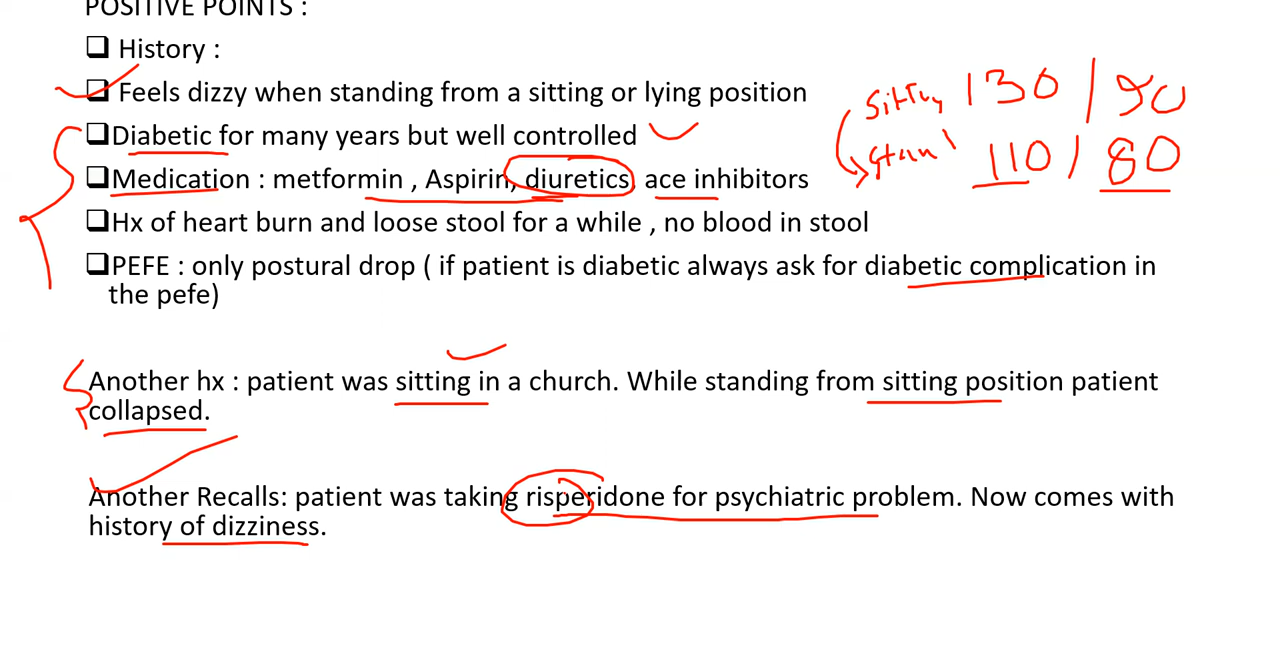 POSITIVE POINTS :
History :
Feels dizzy when standing from a sitting or lying position
Diabetic for many years but well controlled
Medication : metformin , Aspirin, diuretics, ace inhibitors
Hx of heart burn and loose stool for a while , no blood in stool
PEFE : only postural drop ( if patient is diabetic always ask for diabetic complication in
the pefe)
Sitting 130 / 90
Stan 110 / 80
Another hx : patient was sitting in a church. While standing from sitting position patient
collapsed.
Another Recalls: patient was taking risperidone for psychiatric problem. Now comes with
history of dizziness.